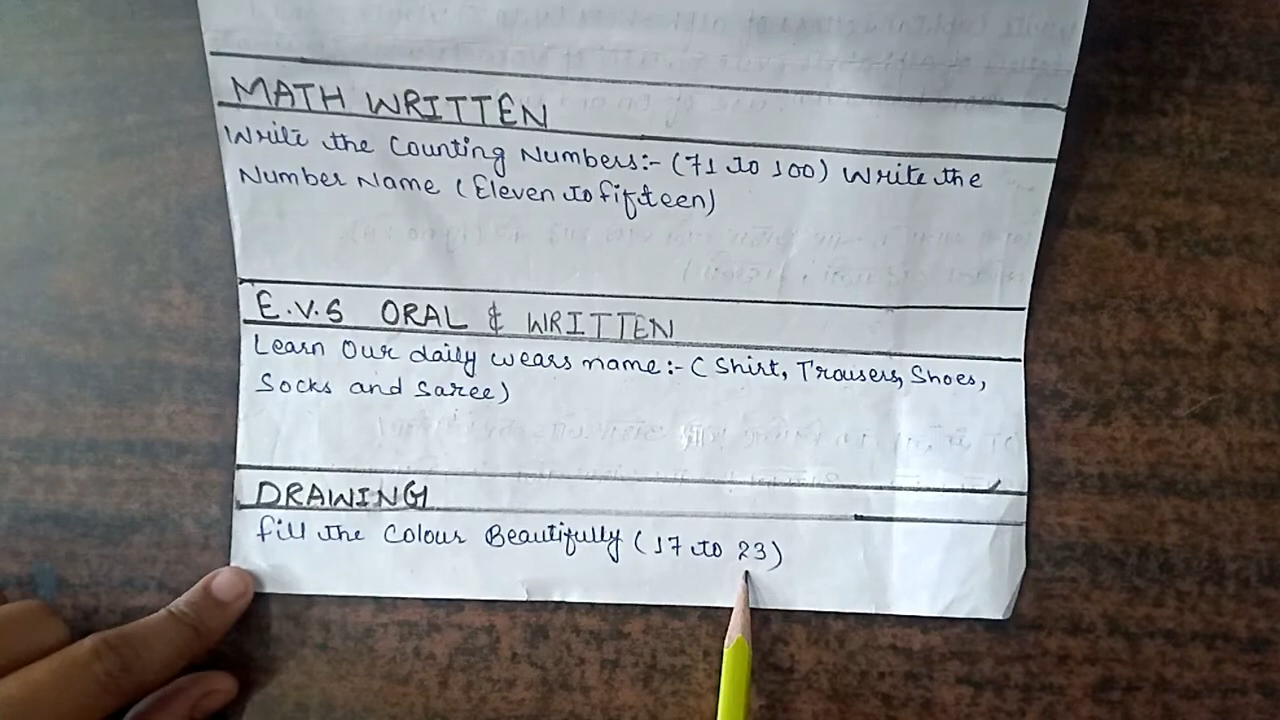 MATH WRITTEN
Write the Counting Numbers:- (71 to 100) Write the
Number Name (Eleven to fifteen)
E.V.S ORAL & WRITTEN
Learn Our daily wears name:- (Shirt, Trousers, Shoes,
Socks and Saree)
DRAWING
fill the Colour Beautifully (17 to 23)